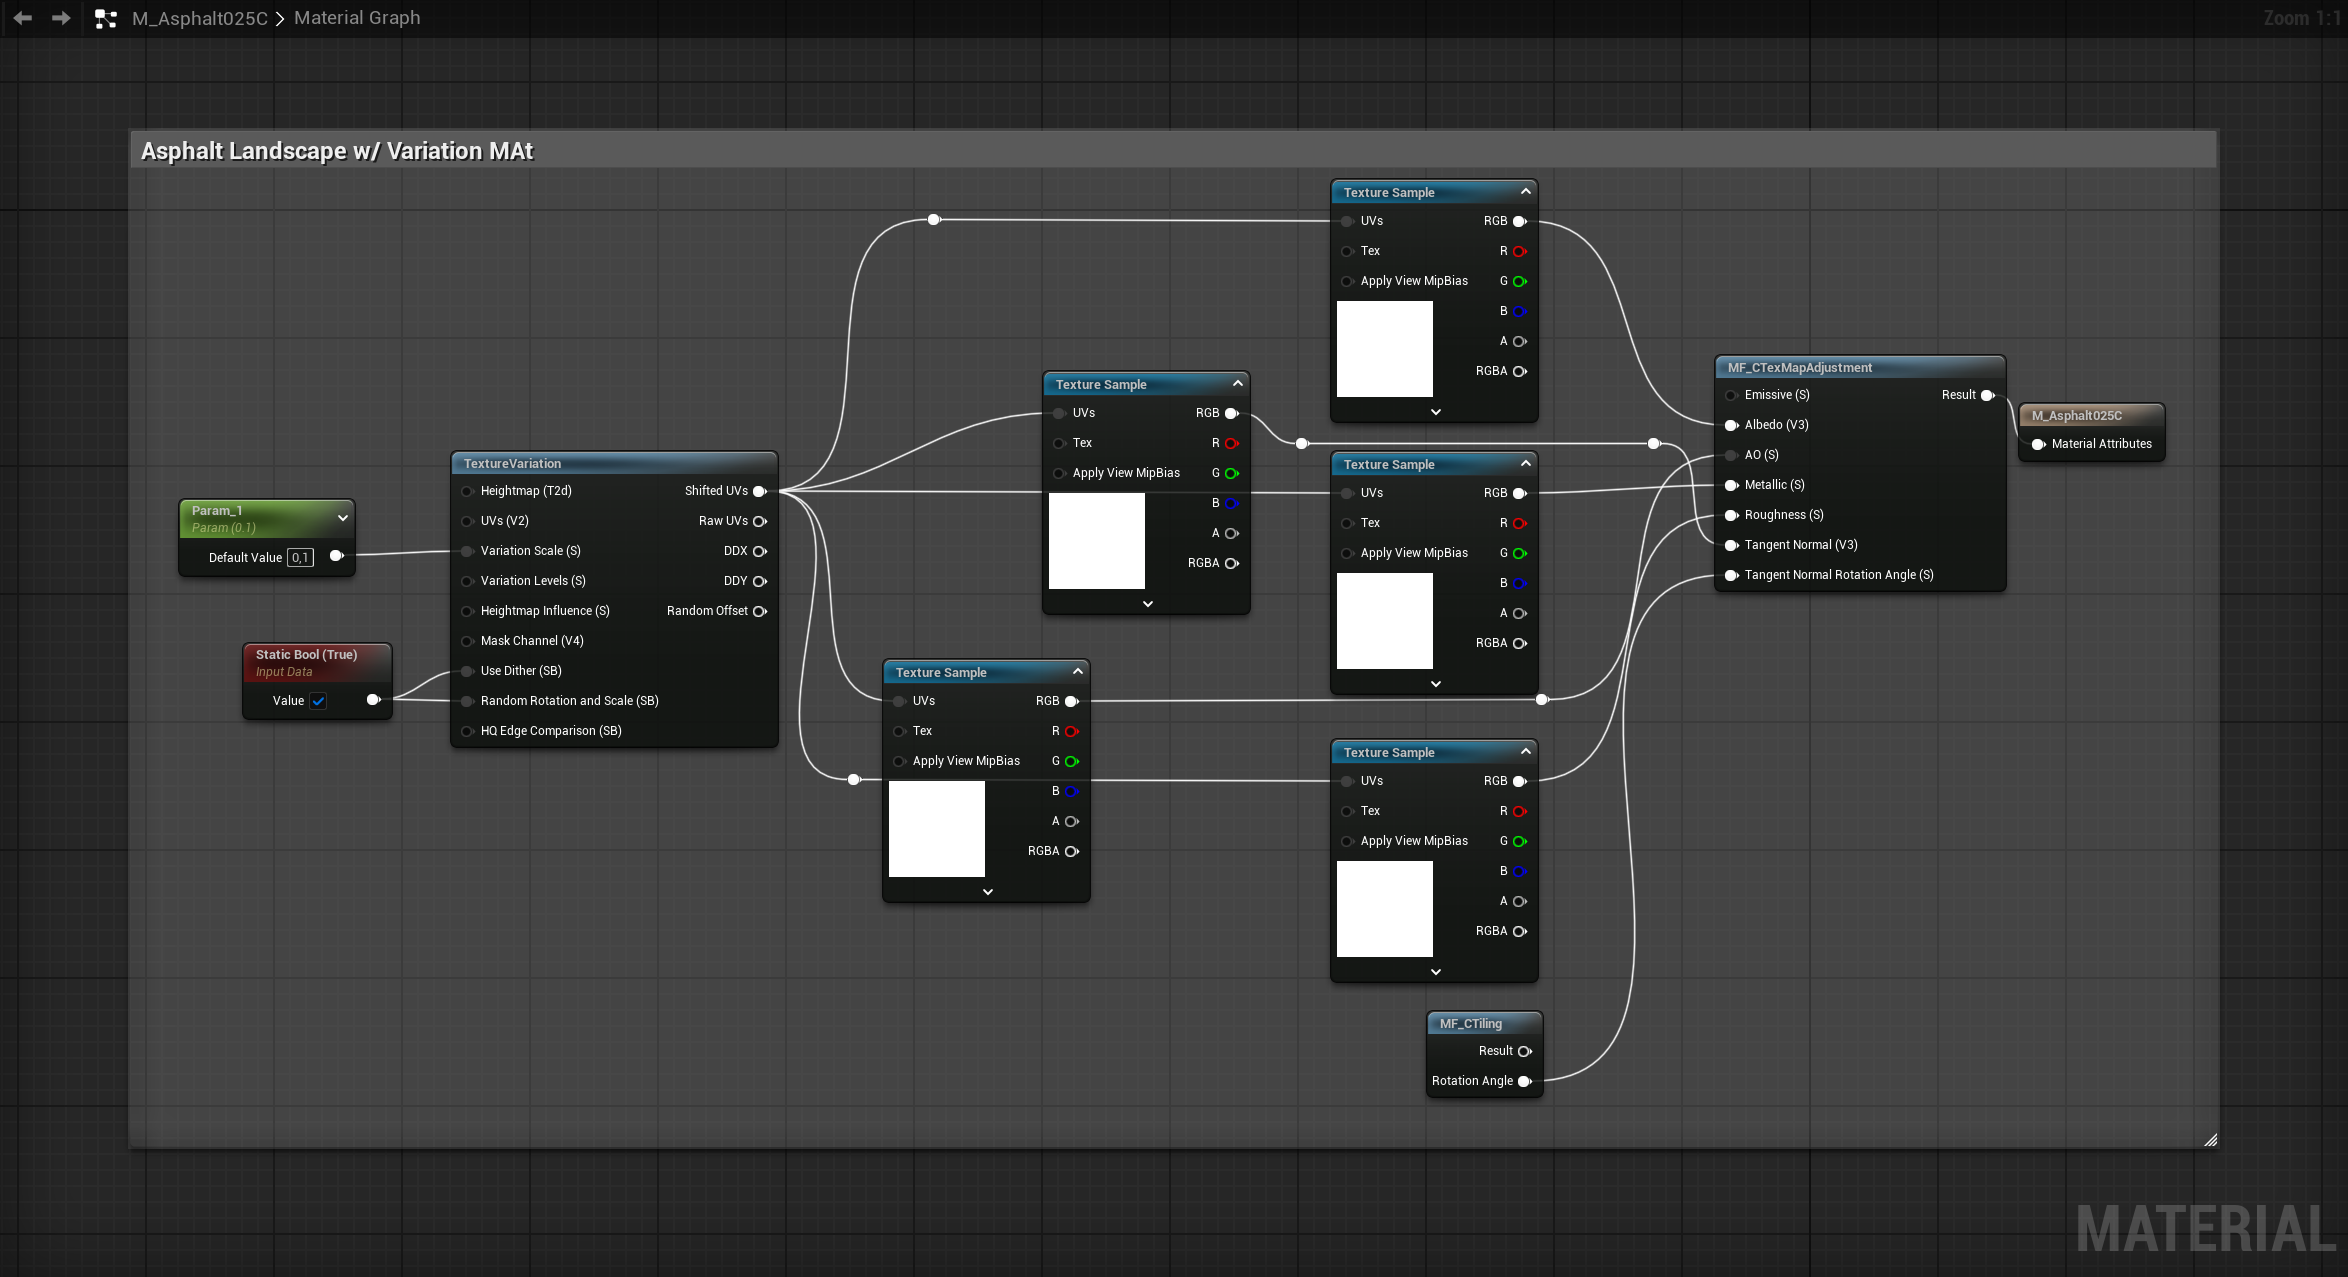 M_Asphalt025C > Material Graph
Zoom 1:1
Asphalt Landscape w/ Variation MAt
Param_1
Param (0.1)
Default Value 0,1
Static Bool (True)
Input Data
Value
TextureVariation
Heightmap (T2d) Shifted UVs
UVs (V2) Raw UVs
Variation Scale (S) DDX
Variation Levels (S) DDY
Heightmap Influence (S) Random Offset
Mask Channel (V4)
Use Dither (SB)
Random Rotation and Scale (SB)
HQ Edge Comparison (SB)
Texture Sample
UVs RGB
Tex R
Apply View MipBias G
B
A
RGBA
Texture Sample
UVs RGB
Tex R
Apply View MipBias G
B
A
RGBA
Texture Sample
UVs RGB
Tex R
Apply View MipBias G
B
A
RGBA
Texture Sample
UVs RGB
Tex R
Apply View MipBias G
B
A
RGBA
Texture Sample
UVs RGB
Tex R
Apply View MipBias G
B
A
RGBA
MF_CTiling
Result
Rotation Angle
MF_CTexMapAdjustment
Emissive (S) Result
Albedo (V3)
AO (S)
Metallic (S)
Roughness (S)
Tangent Normal (V3)
Tangent Normal Rotation Angle (S)
M_Asphalt025C
Material Attributes
MATERIAL